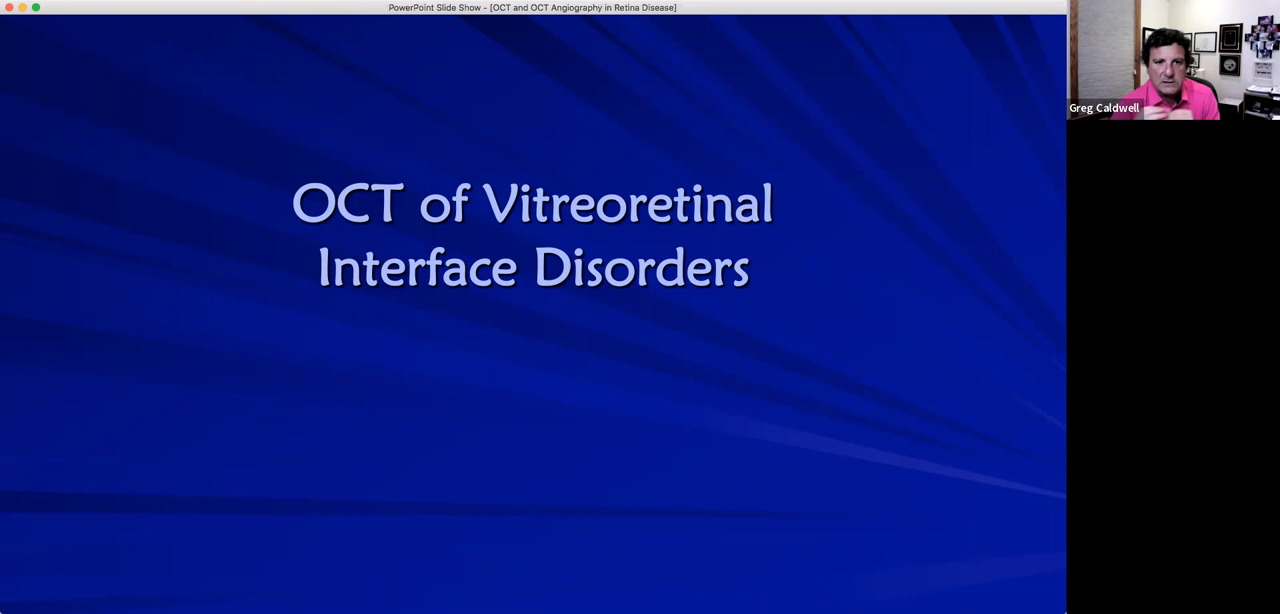 PowerPoint Slide Show - [OCT and OCT Angiography in Retina Disease]
OCT of Vitreoretinal
Interface Disorders
Greg Caldwell